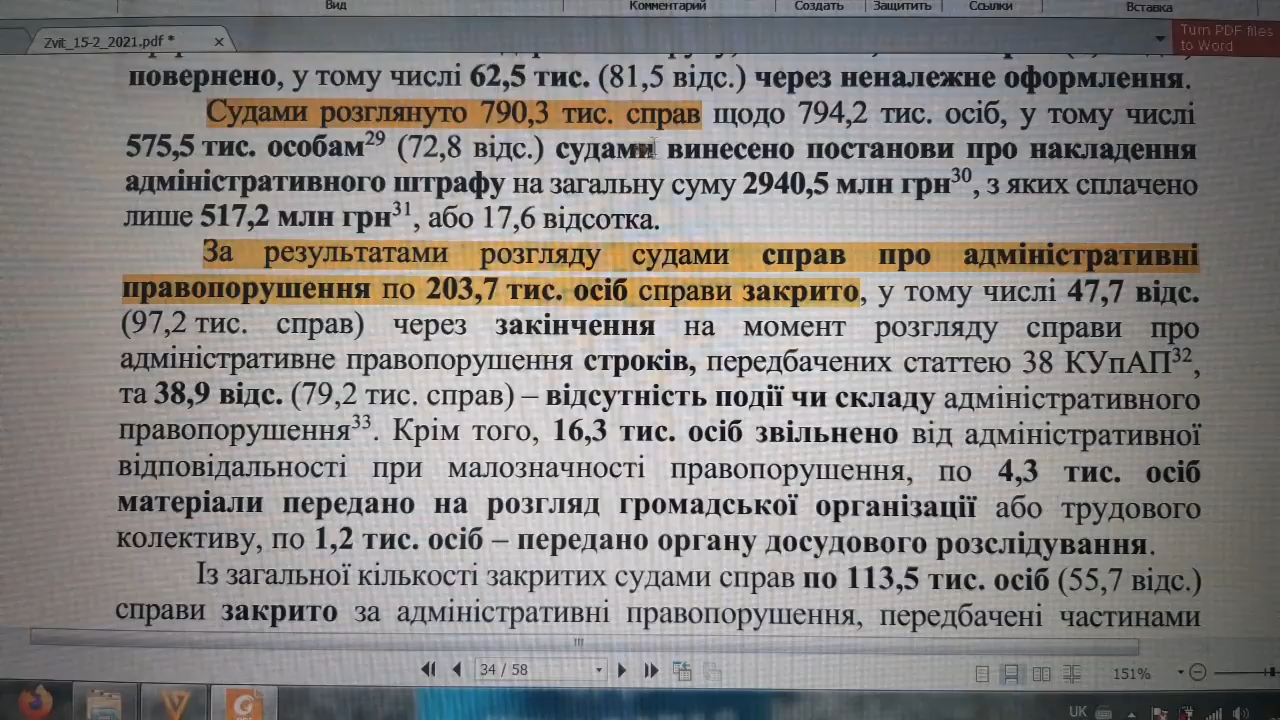 Вид
Комментарий
Создать
Защитить
Ссылки
Вставка
Zvit_15-2_2021.pdf * ×
Turn PDF files
to Word
повернено, у тому числі 62,5 тис. (81,5 відс.) через неналежне оформлення.
Судами розглянуто 790,3 тис. справ щодо 794,2 тис. осіб, у тому числі
575,5 тис. особам29 (72,8 відс.) судами винесено постанови про накладення
адміністративного штрафу на загальну суму 2940,5 млн грн30, з яких сплачено
лише 517,2 млн грн31, або 17,6 відсотка.
За результатами розгляду судами справ про адміністративні
правопорушення по 203,7 тис. осіб справи закрито, у тому числі 47,7 відс.
(97,2 тис. справ) через закінчення на момент розгляду справи про
адміністративне правопорушення строків, передбачених статтею 38 КУпАП32,
та 38,9 відс. (79,2 тис. справ) – відсутність події чи складу адміністративного
правопорушення33. Крім того, 16,3 тис. осіб звільнено від адміністративної
відповідальності при малозначності правопорушення, по 4,3 тис. осіб
матеріали передано на розгляд громадської організації або трудового
колективу, по 1,2 тис. осіб – передано органу досудового розслідування.
Із загальної кількості закритих судами справ по 113,5 тис. осіб (55,7 відс.)
справи закрито за адміністративні правопорушення, передбачені частинами
34 / 58
151%
UK